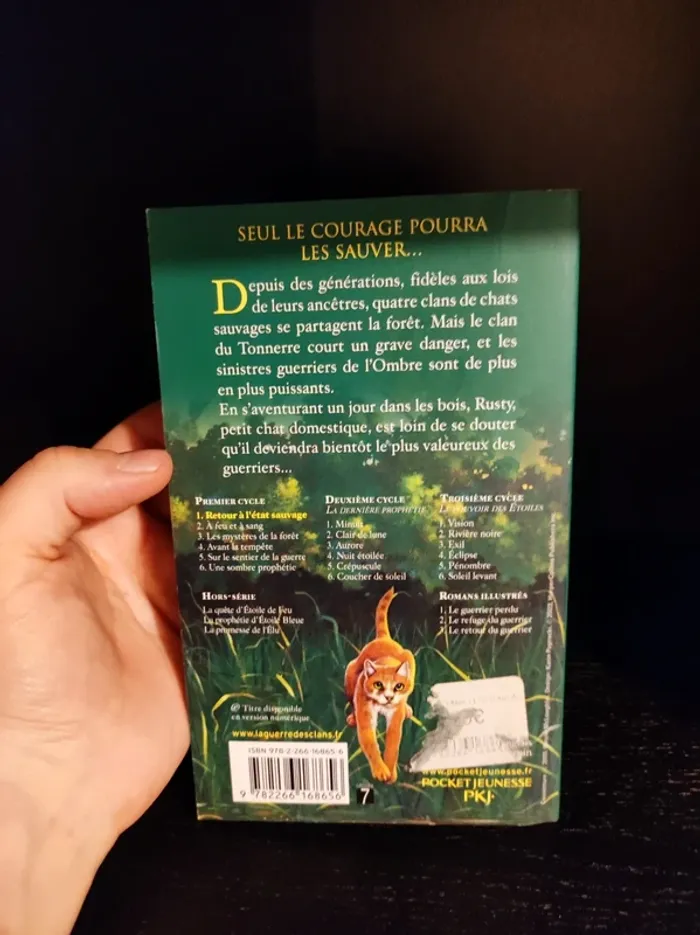 SEUL LE COURAGE POURRA
LES SAUVER...
Depuis des générations, fidèles aux lois
de leurs ancêtres, quatre clans de chats
sauvages se partagent la forêt. Mais le clan
du Tonnerre court un grave danger, et les
sinistres guerriers de l'Ombre sont de plus
en plus puissants.
En s'aventurant un jour dans les bois, Rusty,
petit chat domestique, est loin de se douter
qu'il deviendra bientôt le plus valeureux des
guerriers...
PREMIER CYCLE
1. Retour à l'état sauvage
2. À feu et à sang
3. Les mystères de la forêt
4. Avant la tempête
5. Sur le sentier de la guerre
6. Une sombre prophétie
DEUXIÈME CYCLE
LA DERNIÈRE PROPHÉTIE
1. Minuit
2. Clair de lune
3. Aurore
4. Nuit étoilée
5. Crépuscule
6. Coucher de soleil
TROISIÈME CYCLE
LE POUVOIR DES ÉTOILES
1. Vision
2. Rivière noire
3. Exil
4. Éclipse
5. Pénombre
6. Soleil levant
HORS-SÉRIE
La quête d'Étoile de Feu
La prophétie d'Étoile Bleue
La promesse de l'Élu
ROMANS ILLUSTRÉS
1. Le guerrier perdu
2. Le refuge du guerrier
3. Le retour du guerrier
@ Titre disponible
en version numérique
www.laguerredesclans.fr
ISBN 978-2-266-16865-6
9 782266 168656
7
www.pocketjeunesse.fr
POCKET JEUNESSE
PKJ·